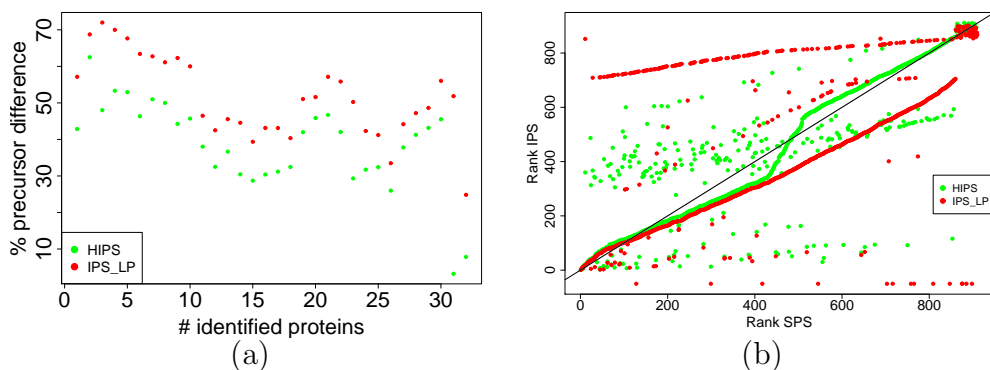 % precursor difference
70
50
30
10
HIPS
IPS_LP
0 5 10 15 20 25 30
# identified proteins
(a)
Rank IPS
800
600
400
200
0
HIPS
IPS_LP
0 200 400 600 800
Rank SPS
(b)